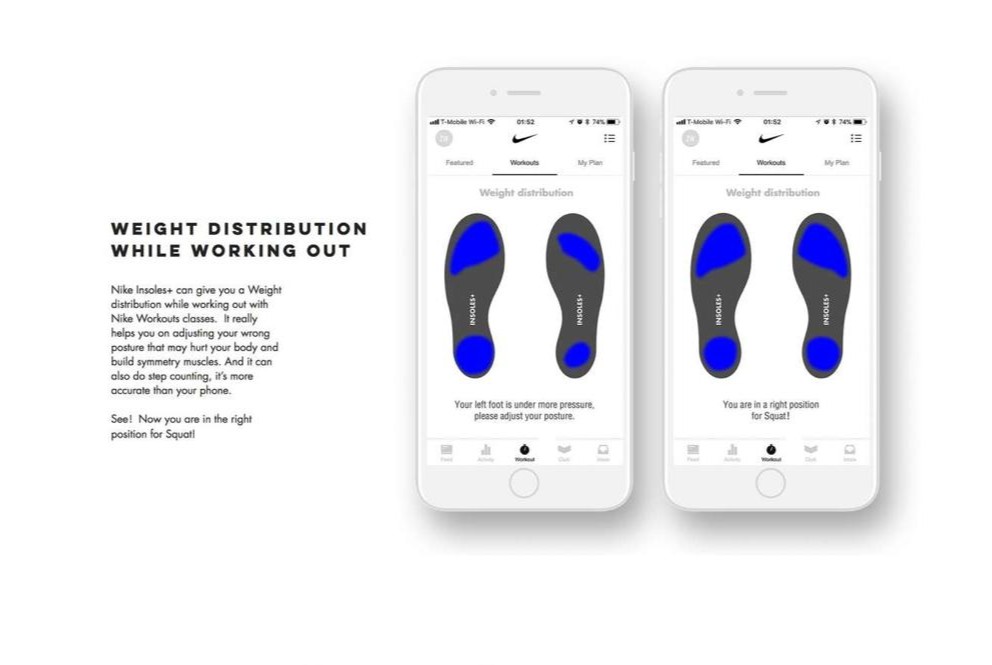 WEIGHT DISTRIBUTION
WHILE WORKING OUT
Nike Insoles+ can give you a Weight
distribution while working out with
Nike Workouts classes. It really
helps you on adjusting your wrong
posture that may hurt your body and
build symmetry muscles. And it can
also do step counting, it's more
accurate than your phone.
See! Now you are in the right
position for Squat!
T-Mobile Wi-Fi 01:52 74%
Featured Workouts My Plan
Weight distribution
INSOLES+ INSOLES+
Your left foot is under more pressure,
please adjust your posture.
Feed Activity Workout Club Inbox
T-Mobile Wi-Fi 01:52 74%
Featured Workouts My Plan
Weight distribution
INSOLES+ INSOLES+
You are in a right position
for Squat!
Feed Activity Workout Club Inbox